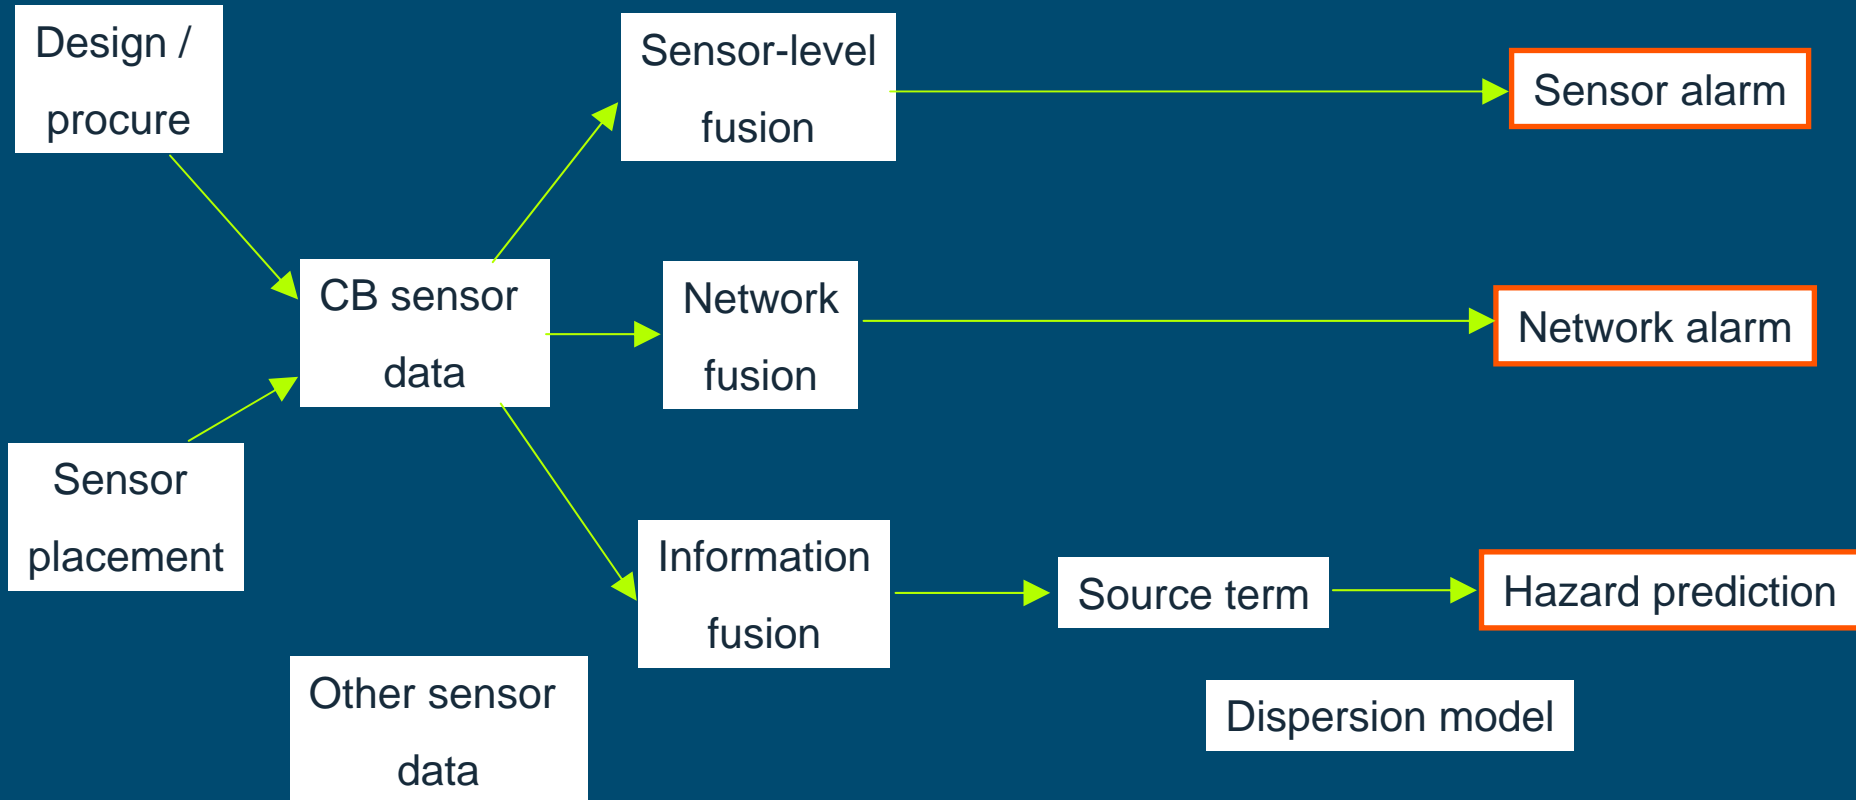 Design /
procure
Sensor-level
fusion
Sensor alarm
CB sensor
data
Network
fusion
Network alarm
Sensor
placement
Information
fusion
Source term
Hazard prediction
Other sensor
data
Dispersion model